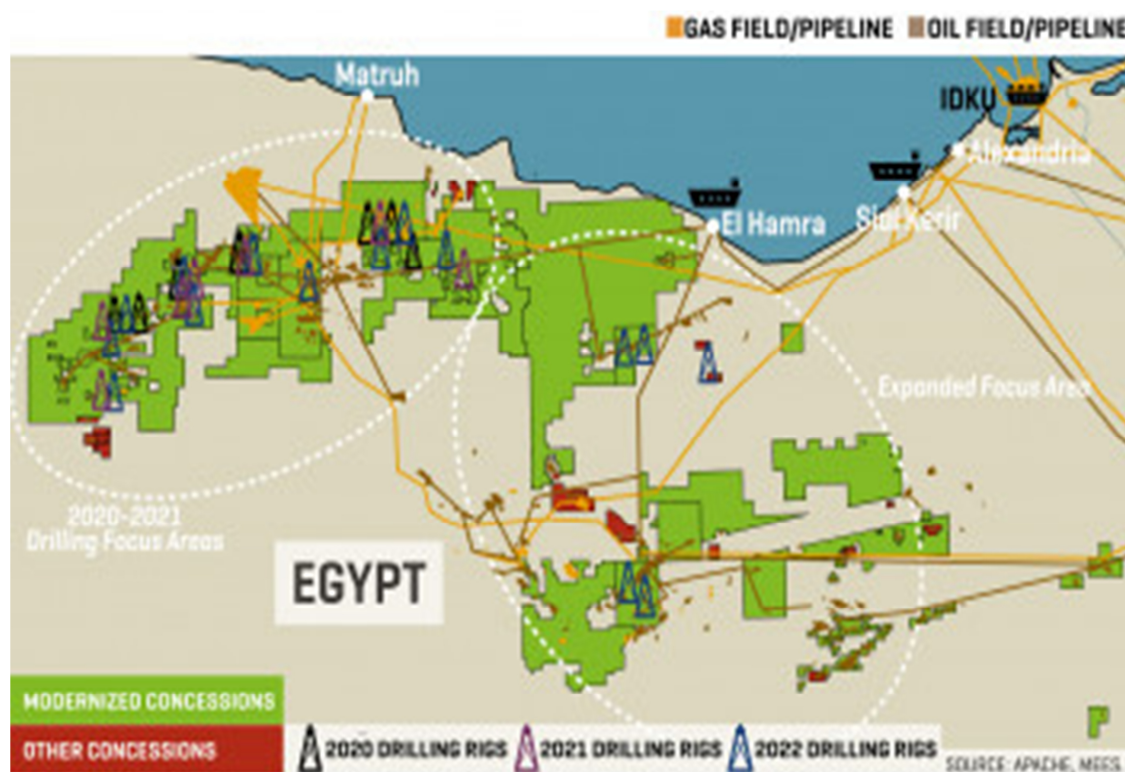 GAS FIELD/PIPELINE
OIL FIELD/PIPELINE
Matruh
IDKU
Alexandria
El Hamra
Sidi Kerir
Expanded Focus Area
2020-2021
Drilling Focus Areas
EGYPT
MODERNIZED CONCESSIONS
OTHER CONCESSIONS
2020 DRILLING RIGS
2021 DRILLING RIGS
2022 DRILLING RIGS
SOURCE: APACHE, MEES.